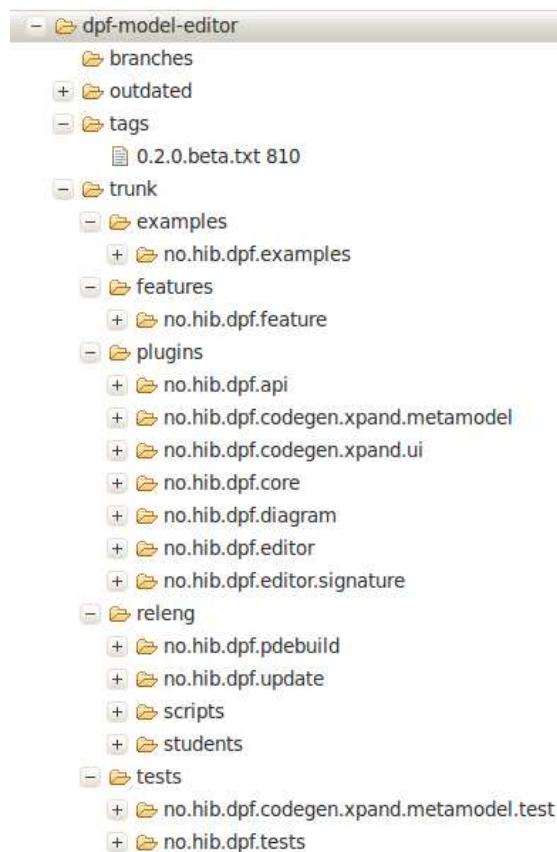 dpf-model-editor
branches
outdated
tags
0.2.0.beta.txt 810
trunk
examples
no.hib.dpf.examples
features
no.hib.dpf.feature
plugins
no.hib.dpf.api
no.hib.dpf.codegen.xpand.metamodel
no.hib.dpf.codegen.xpand.ui
no.hib.dpf.core
no.hib.dpf.diagram
no.hib.dpf.editor
no.hib.dpf.editor.signature
releng
no.hib.dpf.pdebuild
no.hib.dpf.update
scripts
students
tests
no.hib.dpf.codegen.xpand.metamodel.test
no.hib.dpf.tests